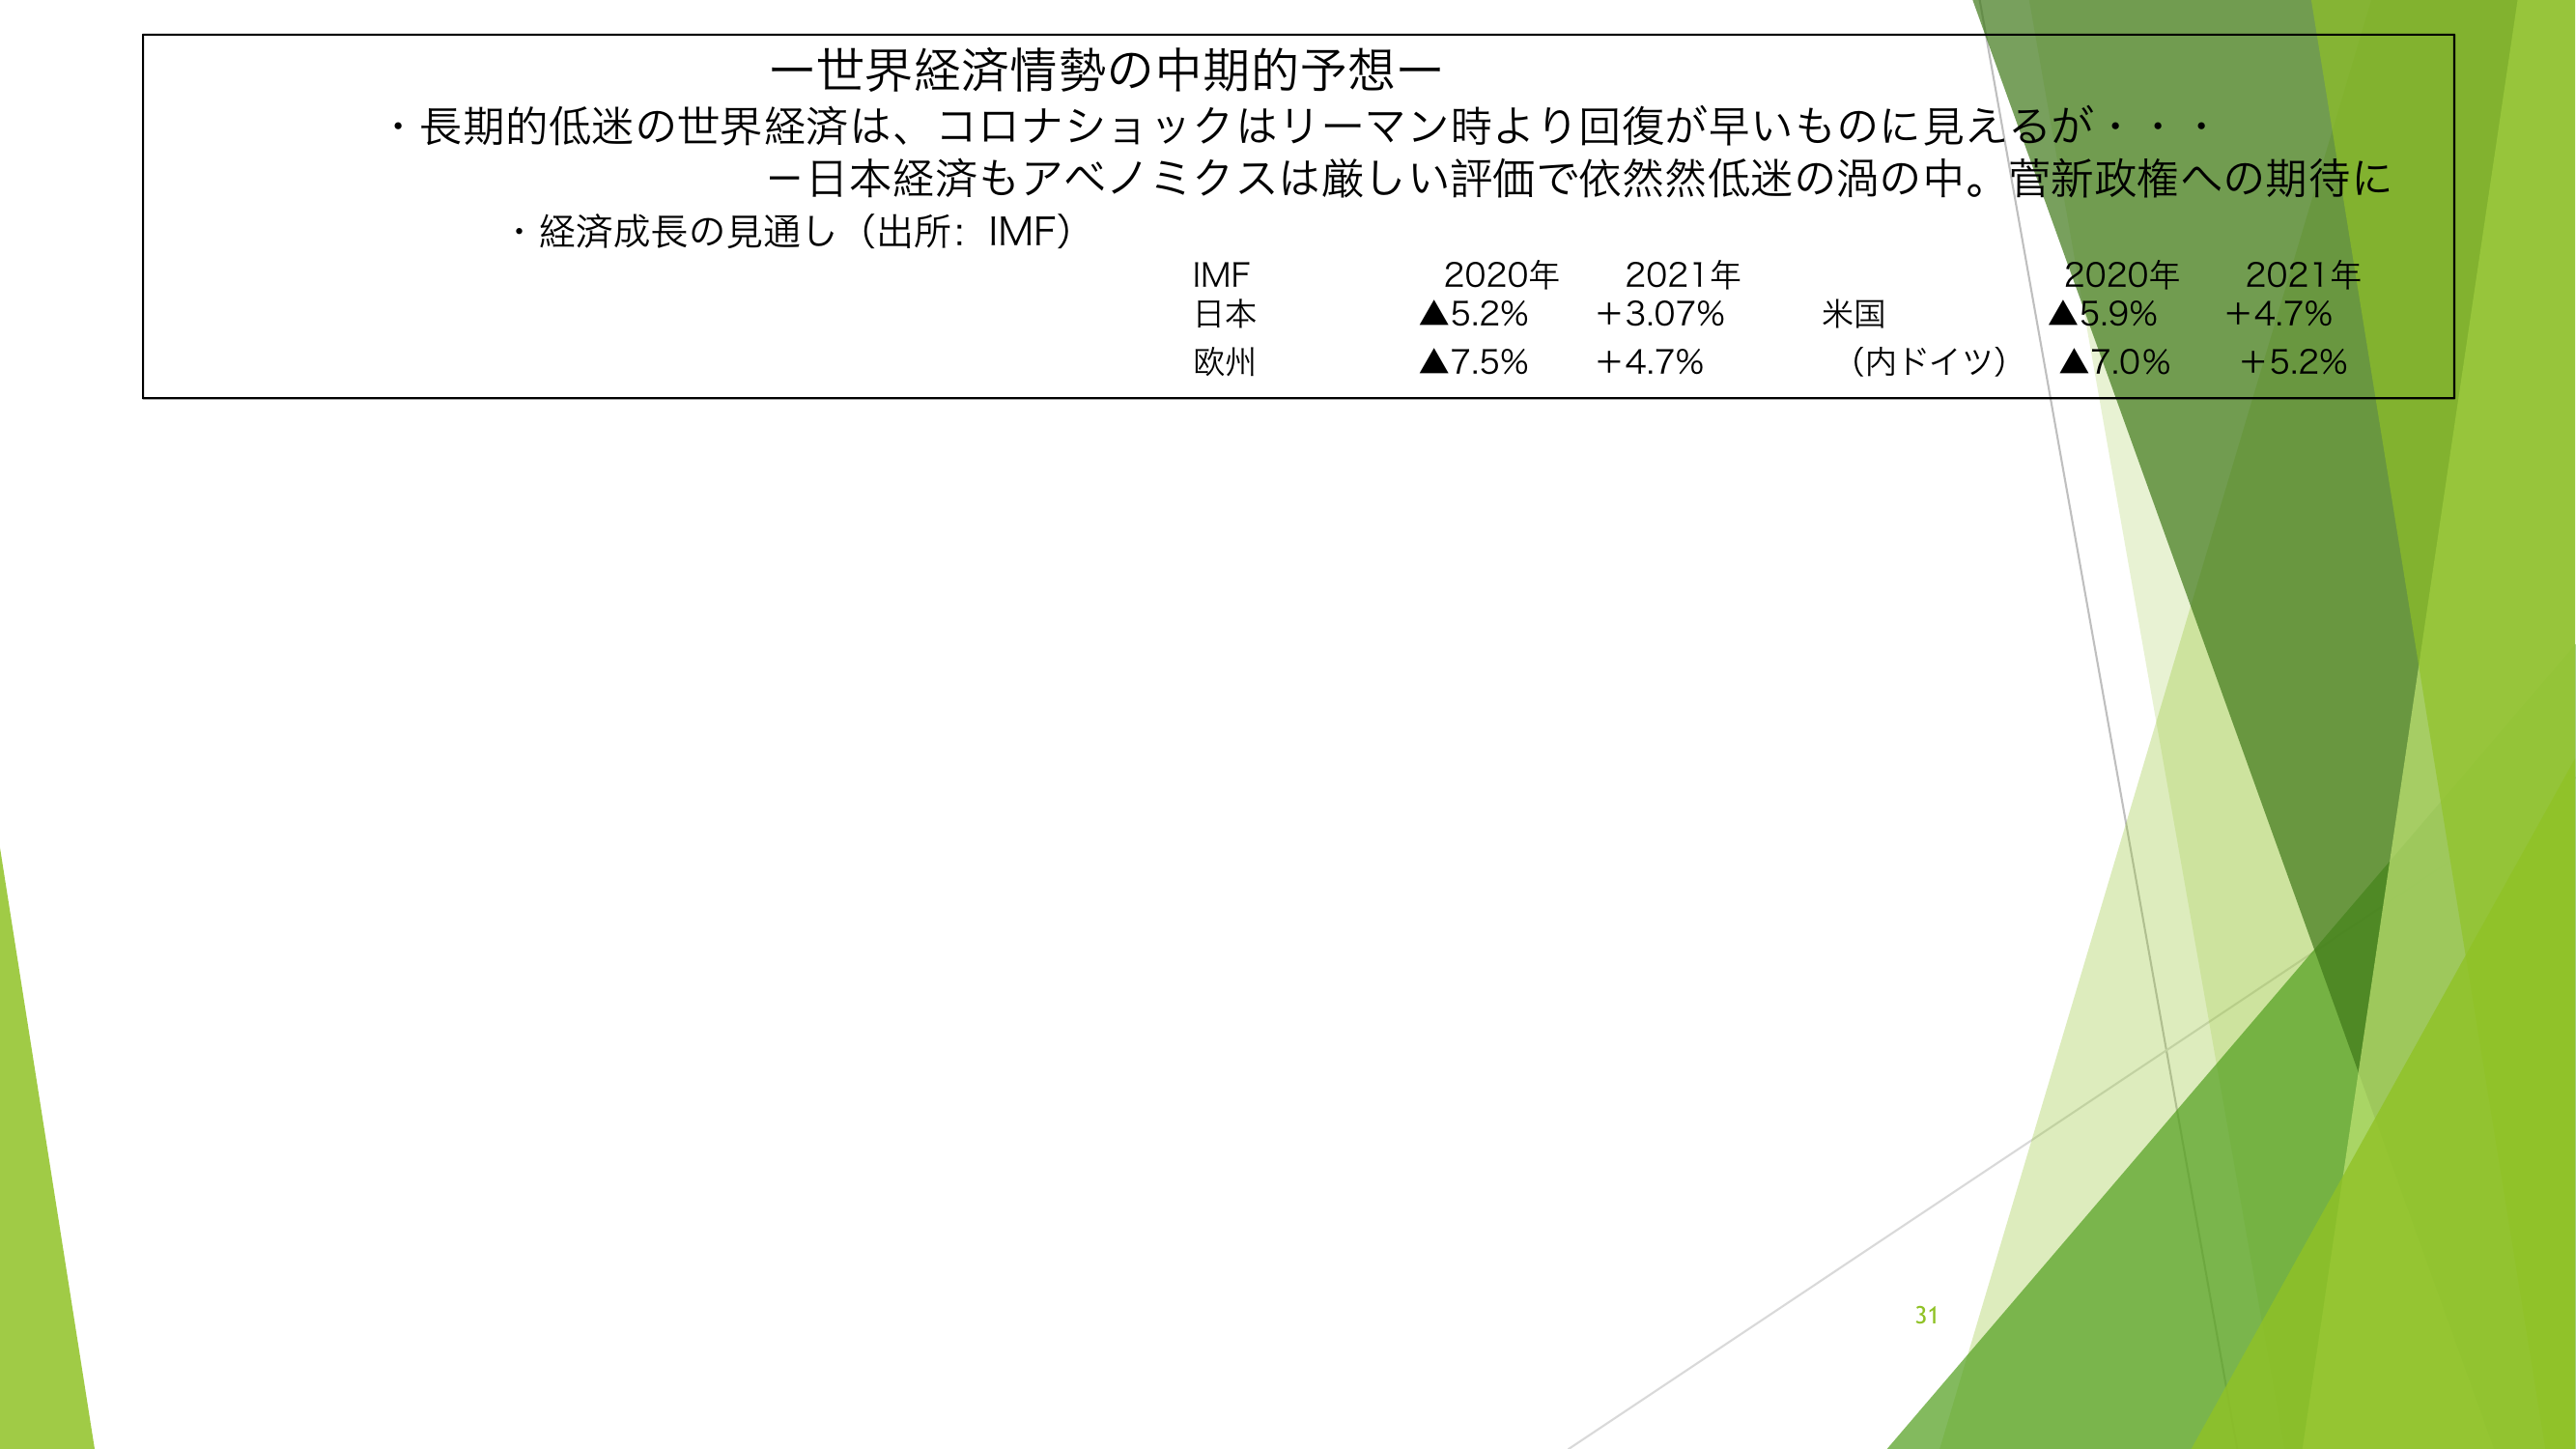 ー世界経済情勢の中期的予想ー
・長期的低迷の世界経済は、コロナショックはリーマン時より回復が早いものに見えるが・・・
－日本経済もアベノミクスは厳しい評価で依然然低迷の渦の中。菅新政権への期待に
・経済成長の見通し（出所：IMF）
IMF 2020年 2021年 2020年 2021年
日本 ▲5.2% ＋3.07% 米国 ▲5.9% ＋4.7%
欧州 ▲7.5% ＋4.7% （内ドイツ） ▲7.0% ＋5.2%
31